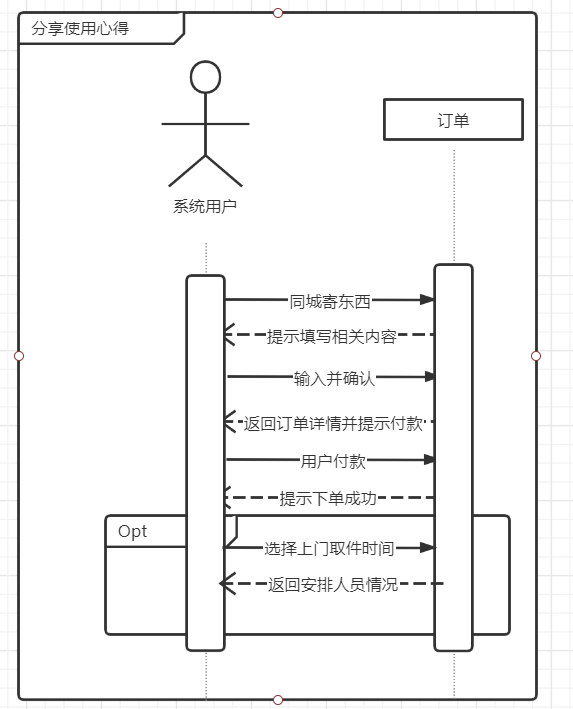 分享使用心得
订单
系统用户
同城寄东西
提示填写相关内容
输入并确认
返回订单详情并提示付款
用户付款
提示下单成功
Opt
选择上门取件时间
返回安排人员情况